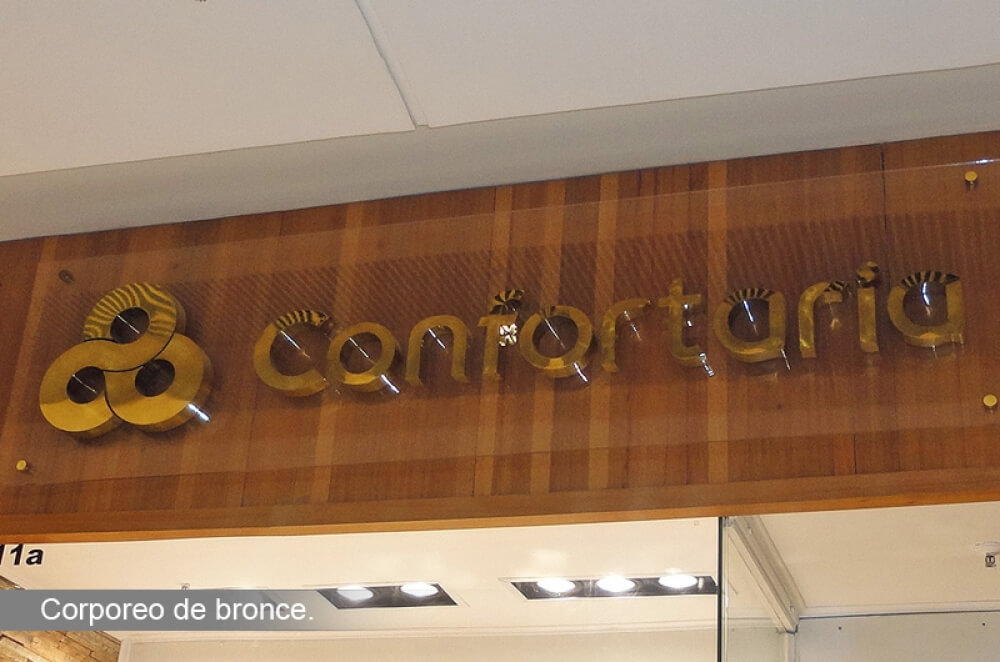 confortaria
11a
Corporeo de bronce.